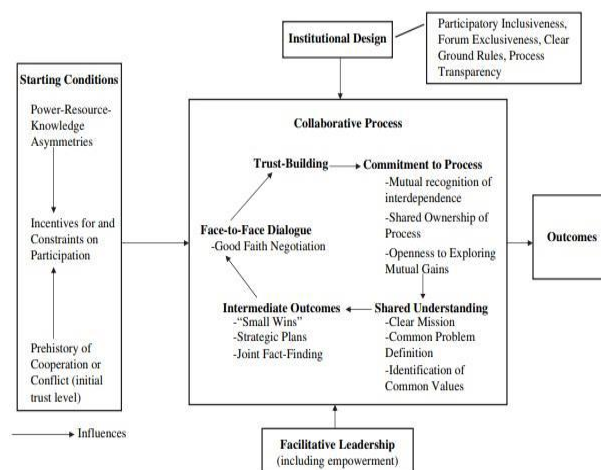 Institutional Design
Participatory Inclusiveness,
Forum Exclusiveness, Clear
Ground Rules, Process
Transparency
Starting Conditions
Power-Resource-
Knowledge
Asymmetries
Incentives for and
Constraints on
Participation
Prehistory of
Cooperation or
Conflict (initial
trust level)
Influences
Collaborative Process
Trust-Building
Commitment to Process
-Mutual recognition of
interdependence
-Shared Ownership of
Process
-Openness to Exploring
Mutual Gains
Face-to-Face Dialogue
-Good Faith Negotiation
Intermediate Outcomes
-“Small Wins”
-Strategic Plans
-Joint Fact-Finding
Shared Understanding
-Clear Mission
-Common Problem
Definition
-Identification of
Common Values
Outcomes
Facilitative Leadership
(including empowerment)